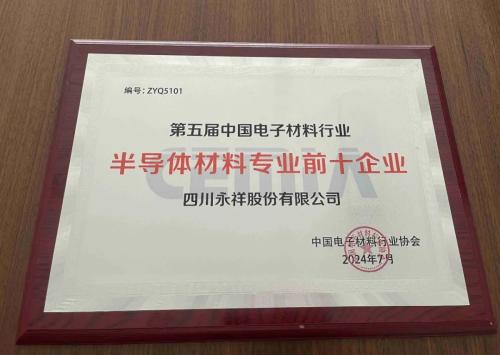 编号:ZYQ5101
第五届中国电子材料行业
半导体材料专业前十企业
CEMIA
四川永祥股份有限公司
中国电子材料行业协会
2024年7月